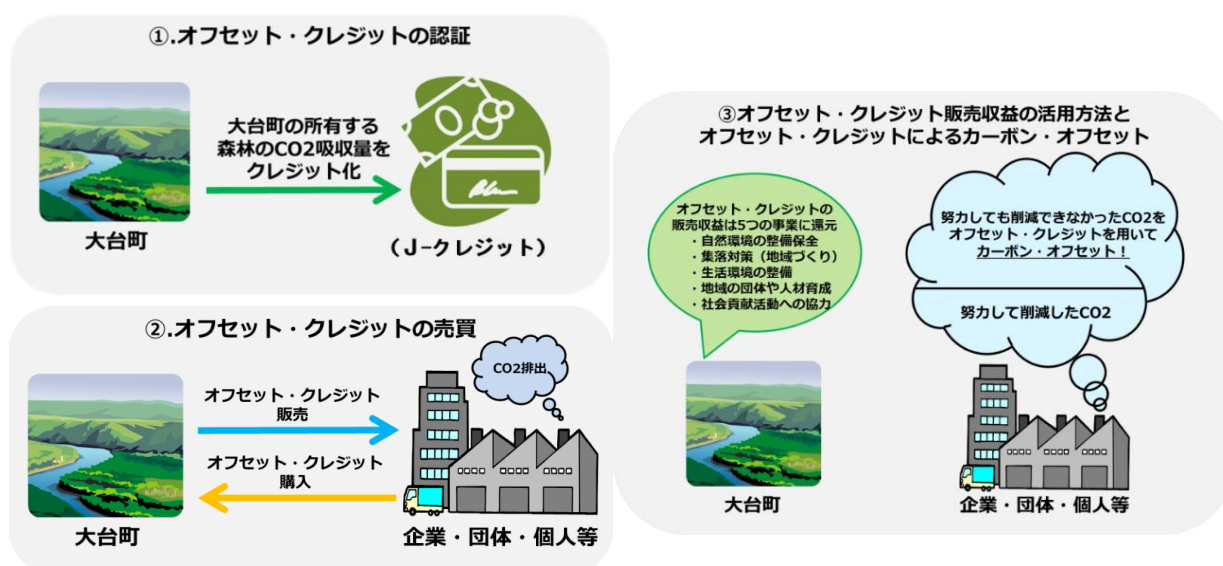 ①.オフセット・クレジットの認証
大台町の所有する
森林のCO2吸収量を
クレジット化
大台町
(J-クレジット)
②.オフセット・クレジットの売買
CO2排出
オフセット・クレジット
販売
オフセット・クレジット
購入
大台町
企業・団体・個人等
③オフセット・クレジット販売収益の活用方法と
オフセット・クレジットによるカーボン・オフセット
オフセット・クレジットの
販売収益は5つの事業に還元
・自然環境の整備保全
・集落対策（地域づくり）
・生活環境の整備
・地域の団体や人材育成
・社会貢献活動への協力
努力しても削減できなかったCO2を
オフセット・クレジットを用いて
カーボン・オフセット！
努力して削減したCO2
大台町
企業・団体・個人等